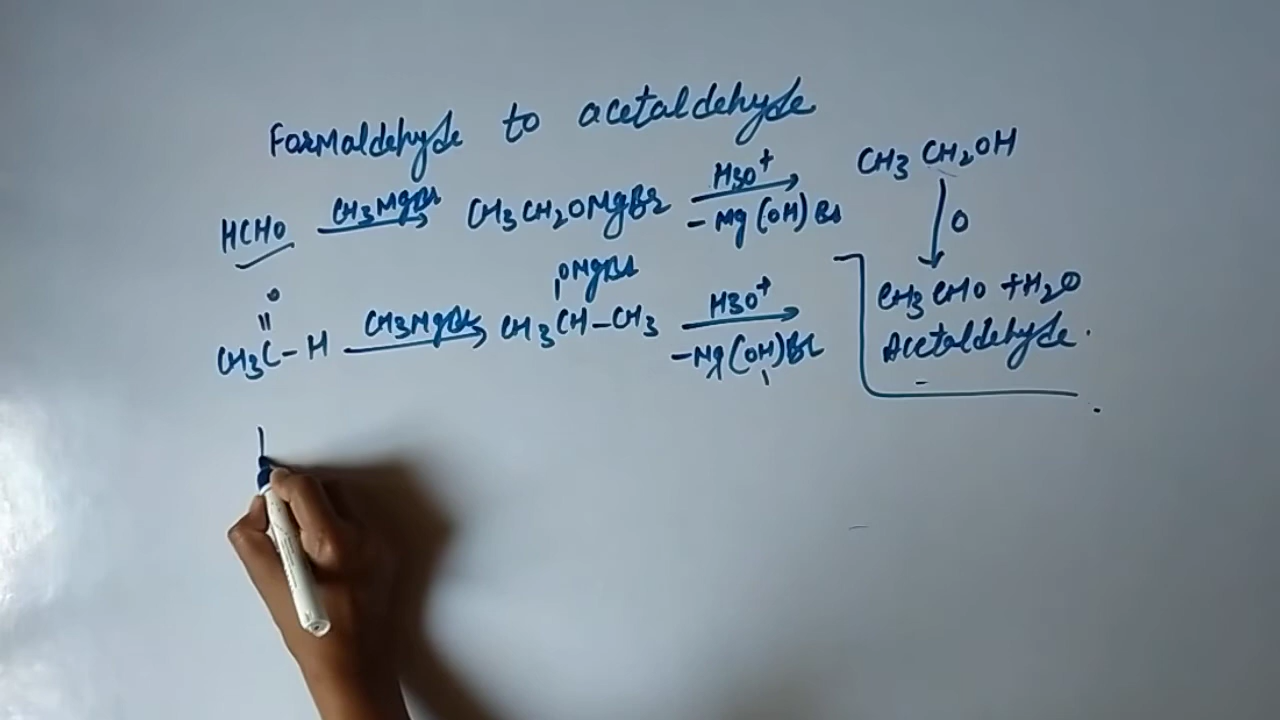 Formaldehyde to acetaldehyde
HCHO CH3MgBr CH3CH2OMgBr H3O+ - Mg(OH)Br CH3CH2OH
O
CH3CHO + H2O
Acetaldehyde.
O
||
CH3C-H CH3MgBr OMgBr
CH3CH-CH3 H3O+ -Mg(OH)Br